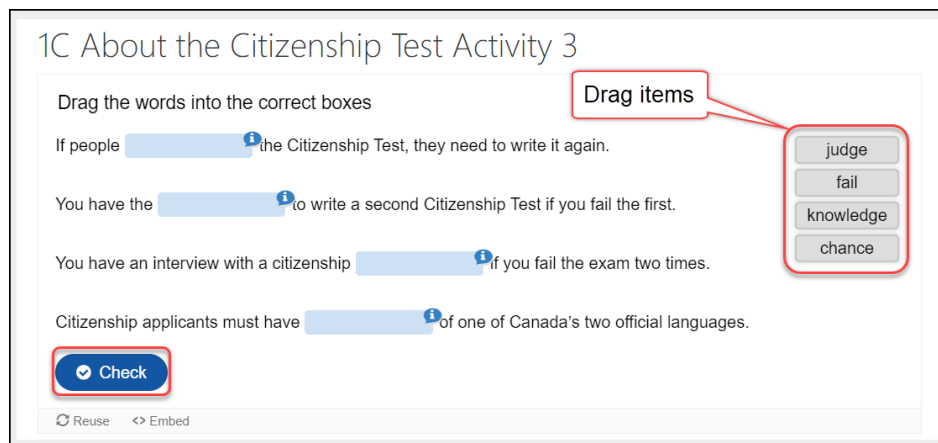 1C About the Citizenship Test Activity 3
Drag the words into the correct boxes
Drag items
If people the Citizenship Test, they need to write it again.
You have the to write a second Citizenship Test if you fail the first.
You have an interview with a citizenship if you fail the exam two times.
Citizenship applicants must have of one of Canada's two official languages.
judge
fail
knowledge
chance
Check
Reuse <> Embed